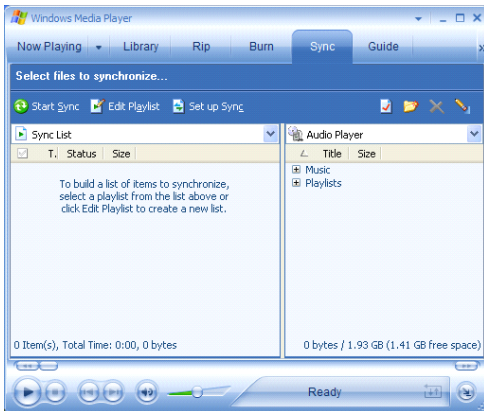 Windows Media Player
Now Playing Library Rip Burn Sync Guide
Select files to synchronize...
Start Sync Edit Playlist Set up Sync
Sync List
T. Status Size
To build a list of items to synchronize,
select a playlist from the list above or
click Edit Playlist to create a new list.
0 Item(s), Total Time: 0:00, 0 bytes
Audio Player
Title Size
Music
Playlists
0 bytes / 1.93 GB (1.41 GB free space)
Ready